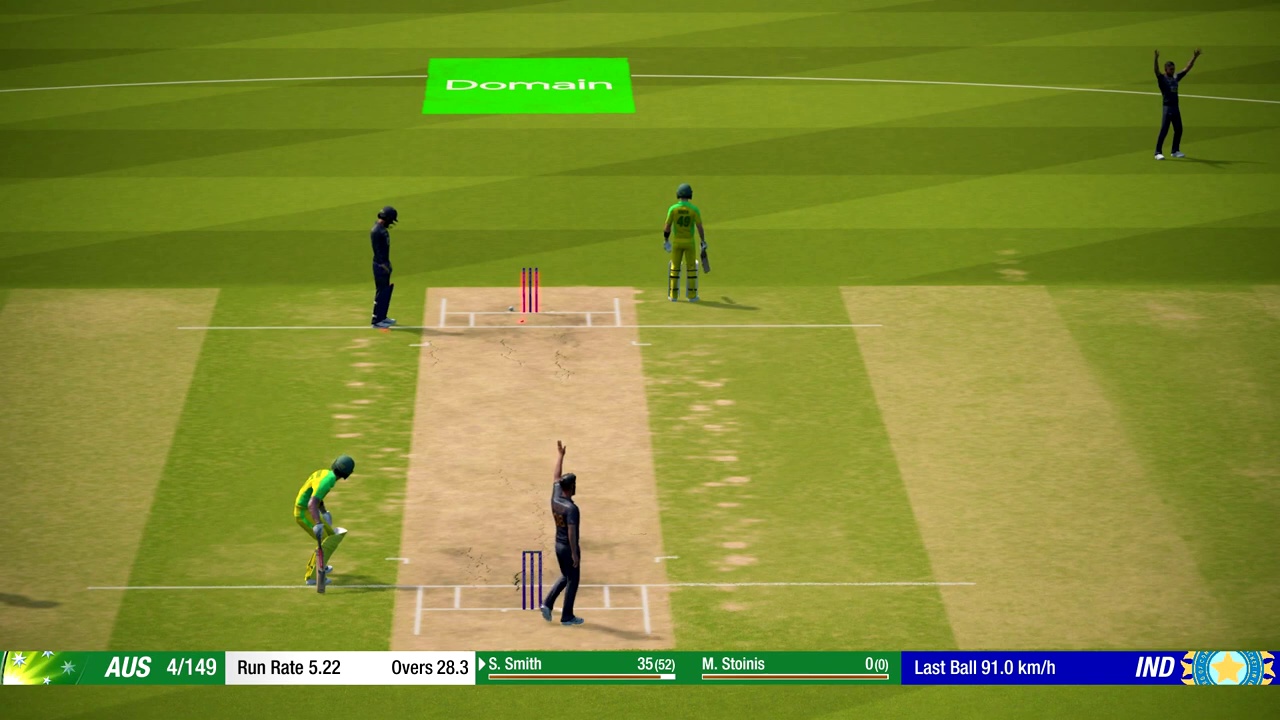 Domain
49
AUS 4/149 Run Rate 5.22 Overs 28.3 S. Smith 35(52) M. Stoinis 0(0) Last Ball 91.0 km/h IND